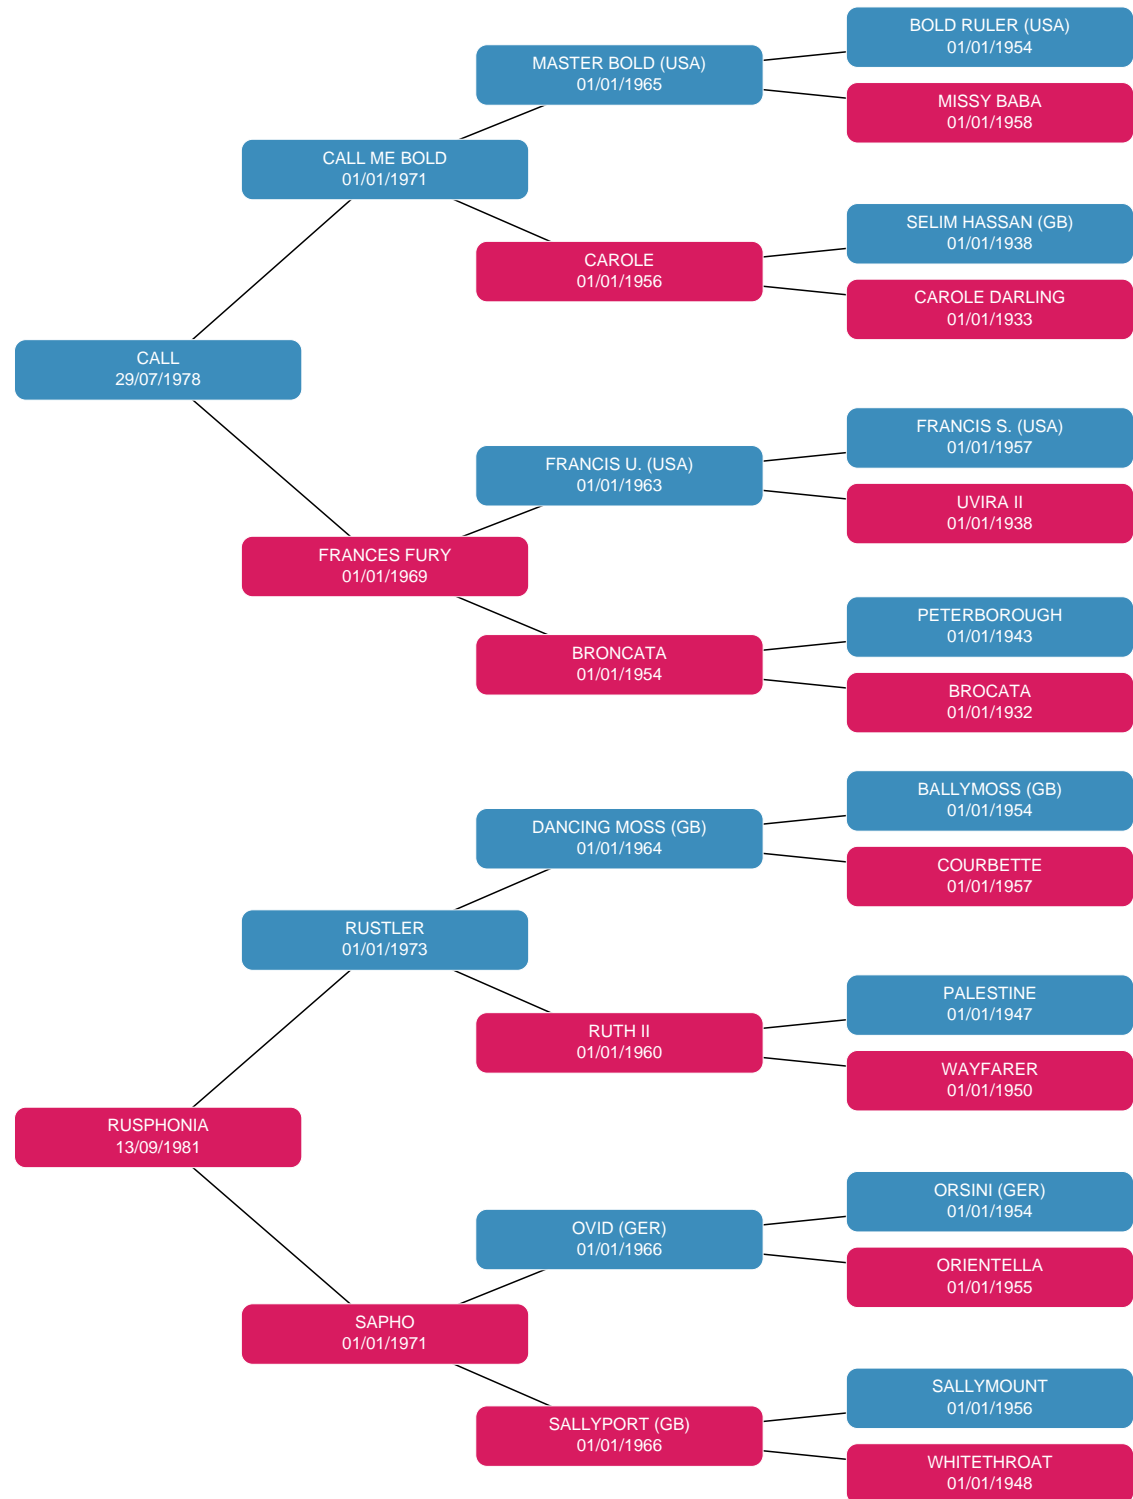 BOLD RULER (USA)
01/01/1954
MASTER BOLD (USA)
01/01/1965
MISSY BABA
01/01/1958
CALL ME BOLD
01/01/1971
SELIM HASSAN (GB)
01/01/1938
CAROLE
01/01/1956
CAROLE DARLING
01/01/1933
CALL
29/07/1978
FRANCIS S. (USA)
01/01/1957
FRANCIS U. (USA)
01/01/1963
UVIRA II
01/01/1938
FRANCES FURY
01/01/1969
PETERBOROUGH
01/01/1943
BRONCATA
01/01/1954
BROCATA
01/01/1932
BALLYMOSS (GB)
01/01/1954
DANCING MOSS (GB)
01/01/1964
COURBETTE
01/01/1957
RUSTLER
01/01/1973
PALESTINE
01/01/1947
RUTH II
01/01/1960
WAYFARER
01/01/1950
RUSPHONIA
13/09/1981
ORSINI (GER)
01/01/1954
OVID (GER)
01/01/1966
ORIENTELLA
01/01/1955
SAPHO
01/01/1971
SALLYMOUNT
01/01/1956
SALLYPORT (GB)
01/01/1966
WHITETHROAT
01/01/1948